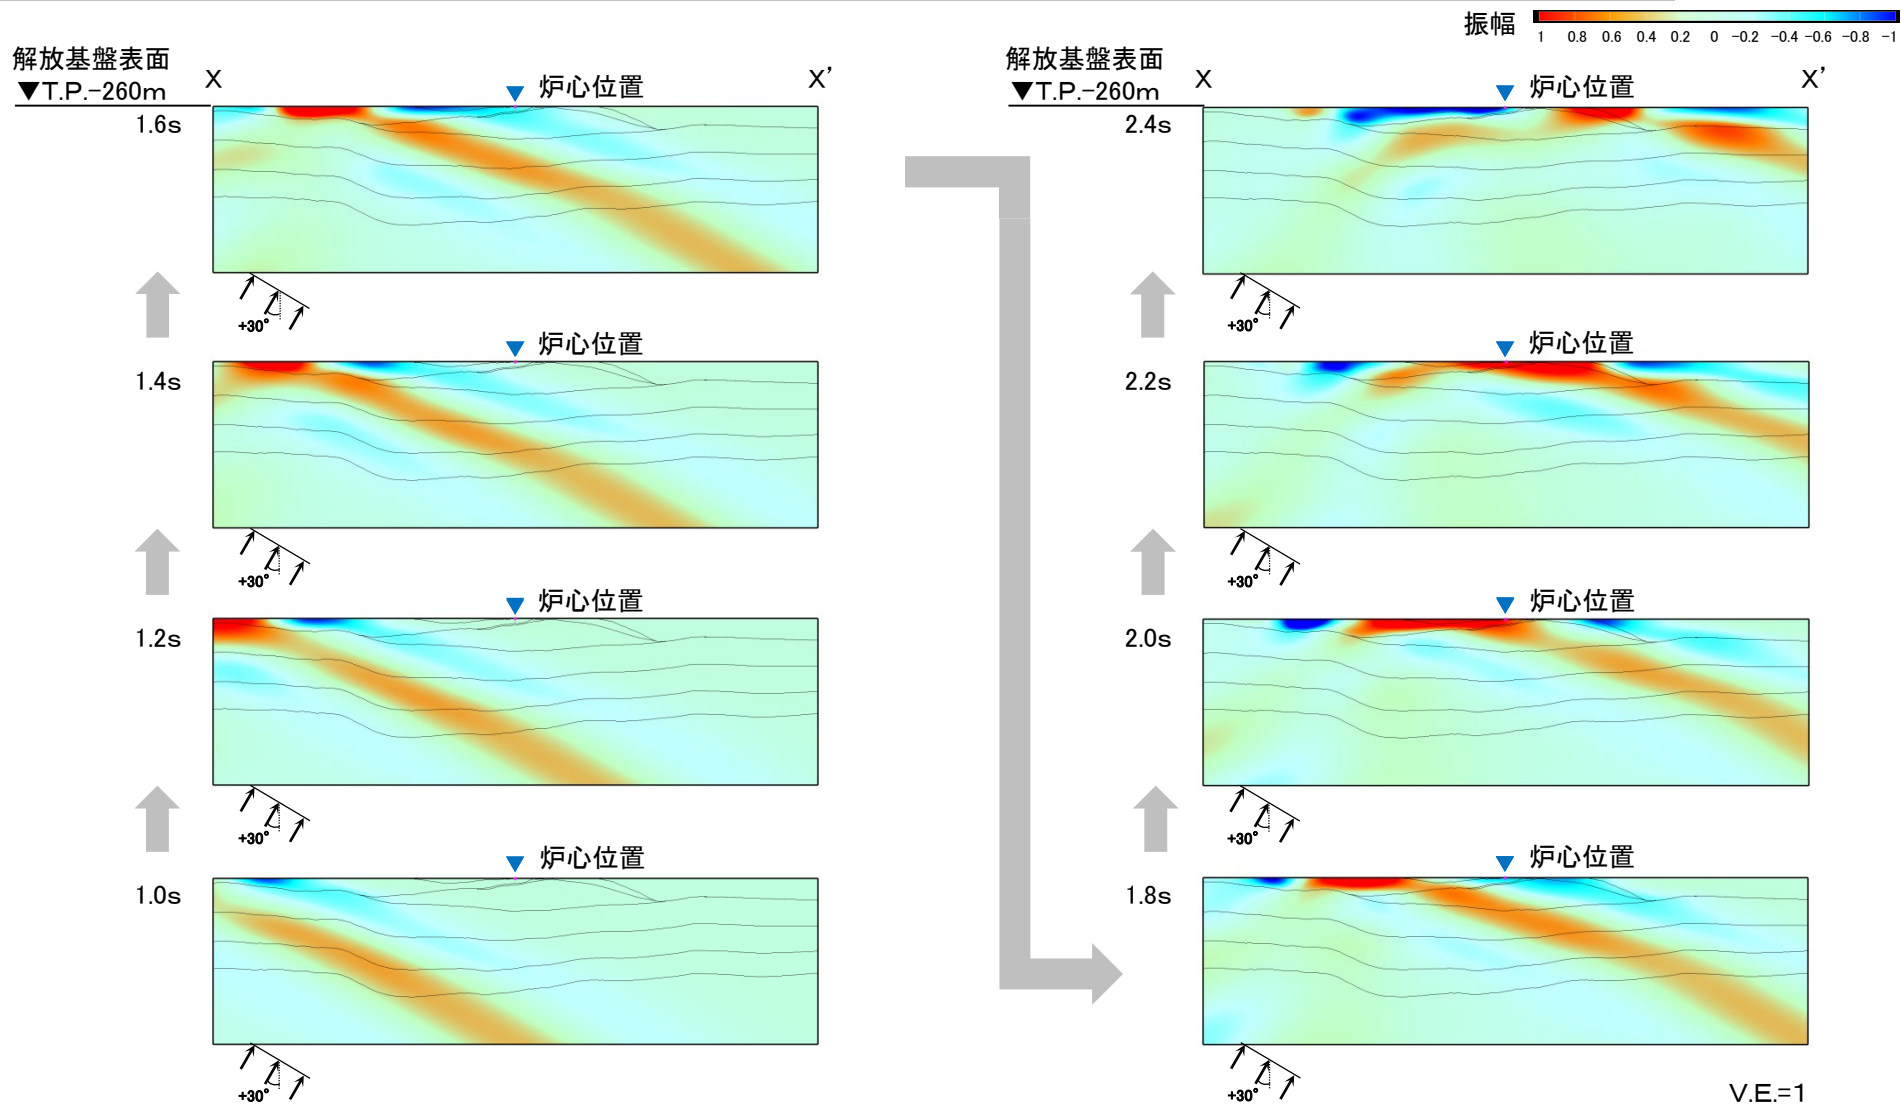 振幅
1 0.8 0.6 0.4 0.2 0 -0.2 -0.4 -0.6 -0.8 -1
解放基盤表面
▼T.P.-260m
X
炉心位置
X'
1.6s
+30°
炉心位置
1.4s
+30°
炉心位置
1.2s
+30°
炉心位置
1.0s
+30°
解放基盤表面
▼T.P.-260m
X
炉心位置
X'
2.4s
+30°
炉心位置
2.2s
+30°
炉心位置
2.0s
+30°
炉心位置
1.8s
+30°
V.E.=1